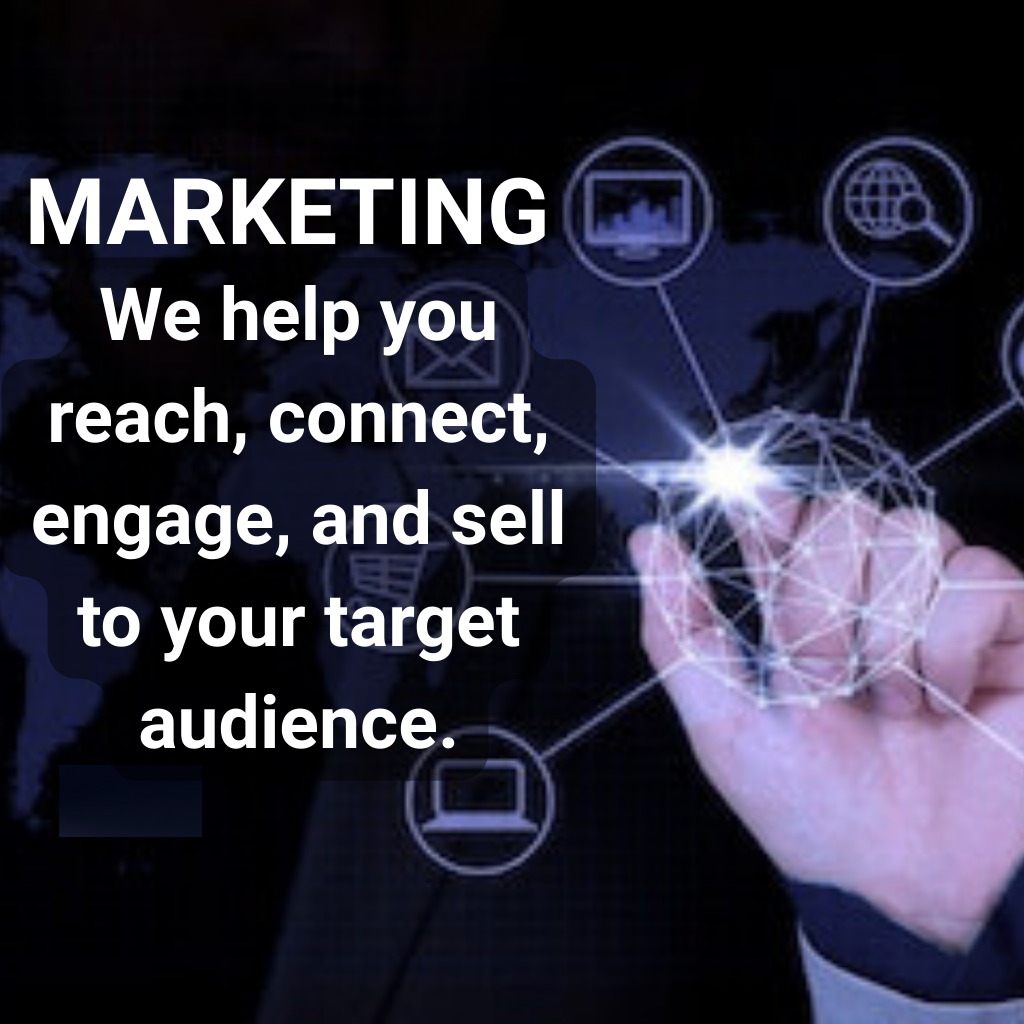 MARKETING
We help you
reach, connect,
engage, and sell
to your target
audience.